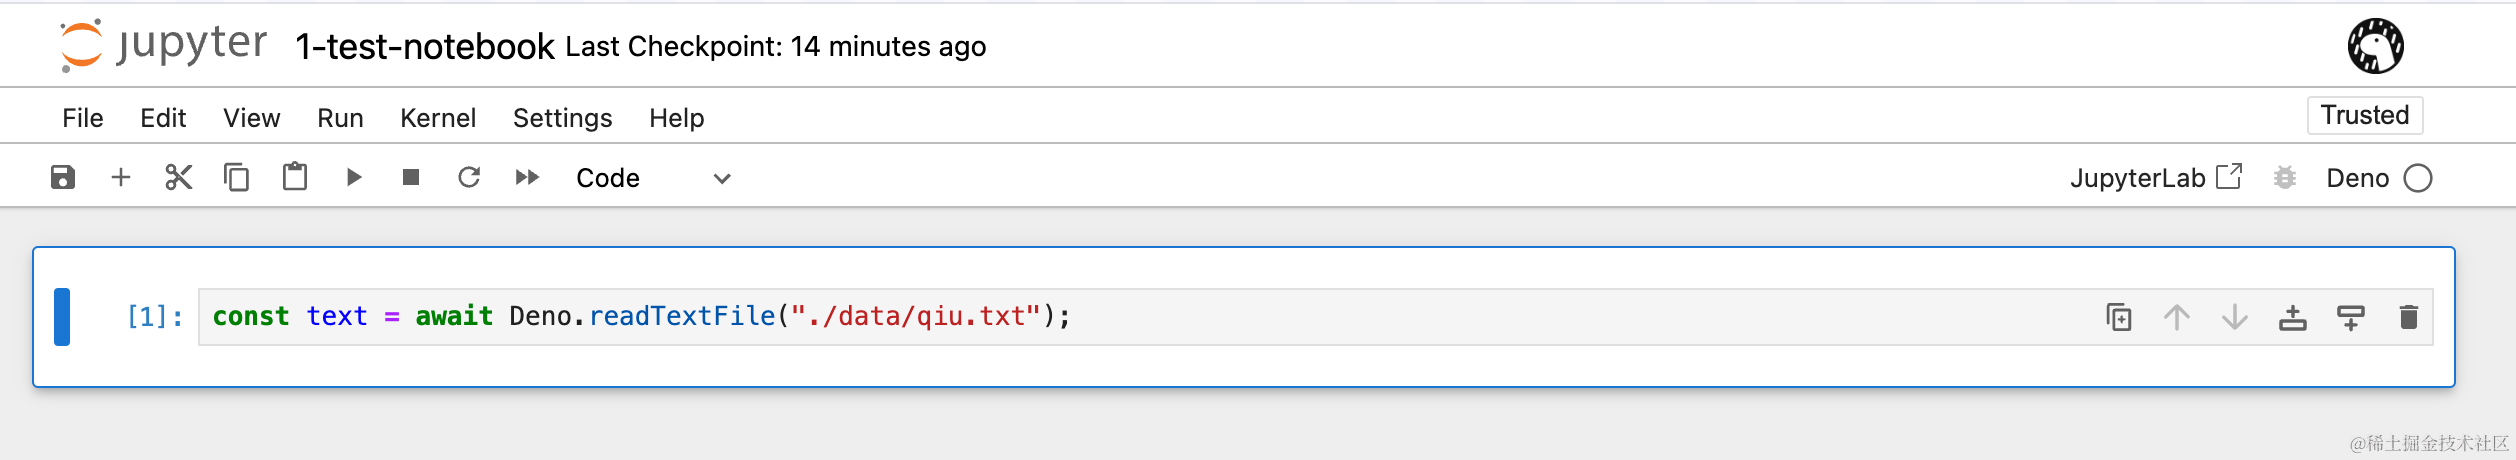 jupyter 1-test-notebook Last Checkpoint: 14 minutes ago
File Edit View Run Kernel Settings Help Trusted
Code JupyterLab Deno
[1]: const text = await Deno.readTextFile("./data/qiu.txt");
@稀土掘金技术社区